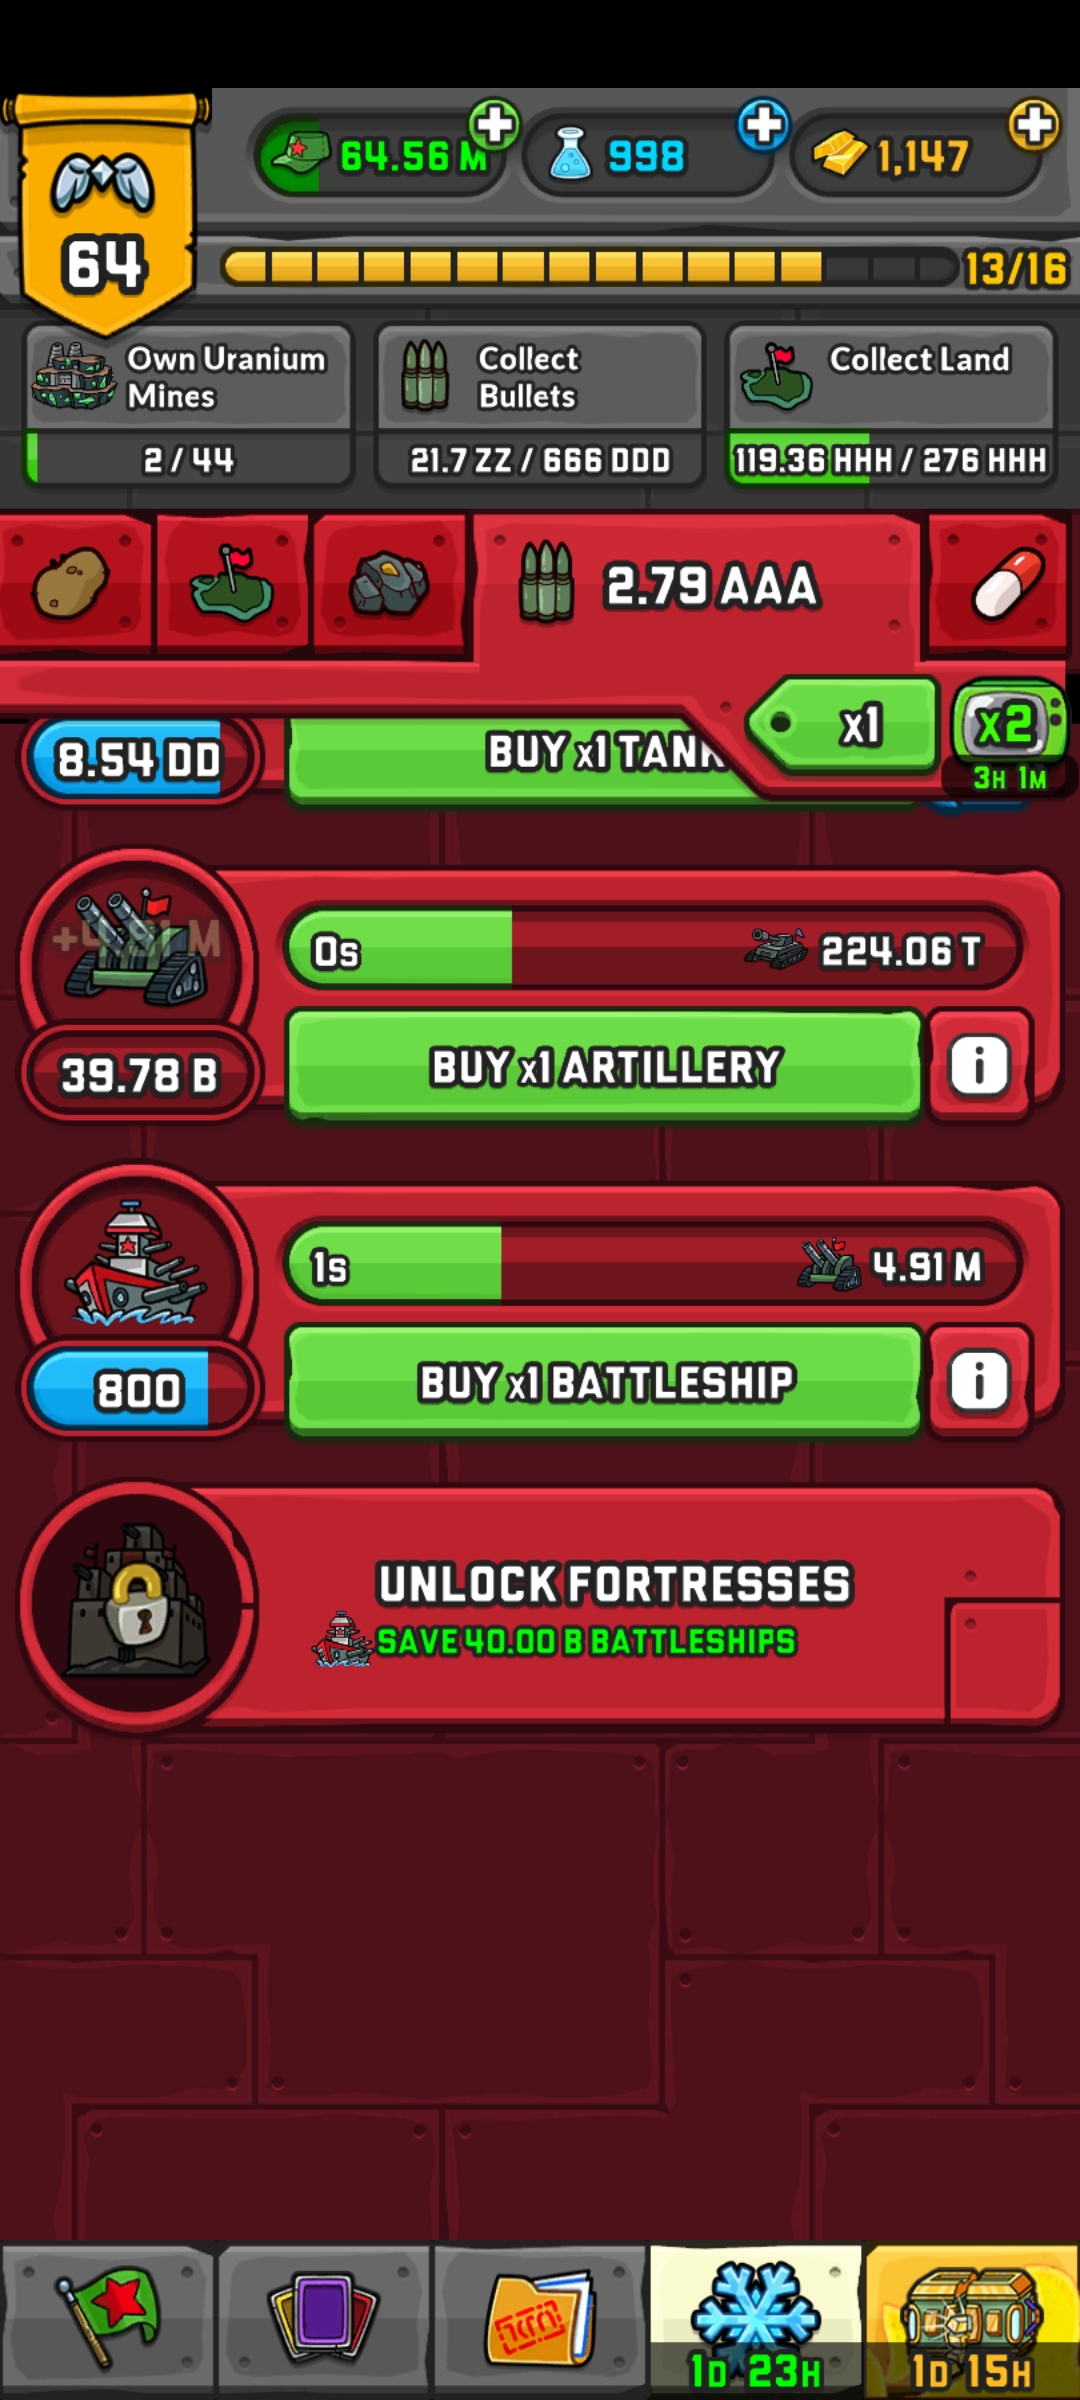 64.56 M
998
1,147
64
13/16
Own Uranium
Mines
2 / 44
Collect
Bullets
21.7 ZZ / 666 DDD
Collect Land
119.36 HHH / 276 HHH
2.79 AAA
x1
x2
3H 1M
8.54 DD
BUY x1 TANK
+4.91 M
0s
224.06 T
39.78 B
BUY x1 ARTILLERY
i
1s
4.91 M
800
BUY x1 BATTLESHIP
i
UNLOCK FORTRESSES
SAVE 40.00 B BATTLESHIPS
1D 23H
1D 15H